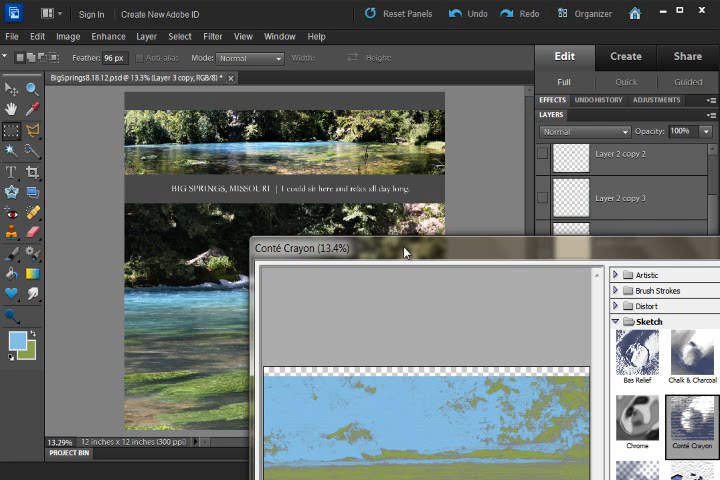 Sign In
Create New Adobe ID
Reset Panels
Undo
Redo
Organizer
File Edit Image Enhance Layer Select Filter View Window Help
Feather: 96 px
Anti-alias
Mode: Normal
Width:
Height:
Edit
Create
Share
Full
Quick
Guided
BigSprings8.18.12.psd @ 13.3% (Layer 3 copy, RGB/8) *
EFFECTS UNDO HISTORY ADJUSTMENTS
LAYERS
Normal
Opacity: 100%
Layer 2 copy 2
Layer 2 copy 3
BIG SPRINGS, MISSOURI | I could sit here and relax all day long.
Conté Crayon (13.4%)
Artistic
Brush Strokes
Distort
Sketch
Bas Relief
Chalk & Charcoal
Chrome
Conté Crayon
13.29%
12 inches x 12 inches (300 ppi)
PROJECT BIN